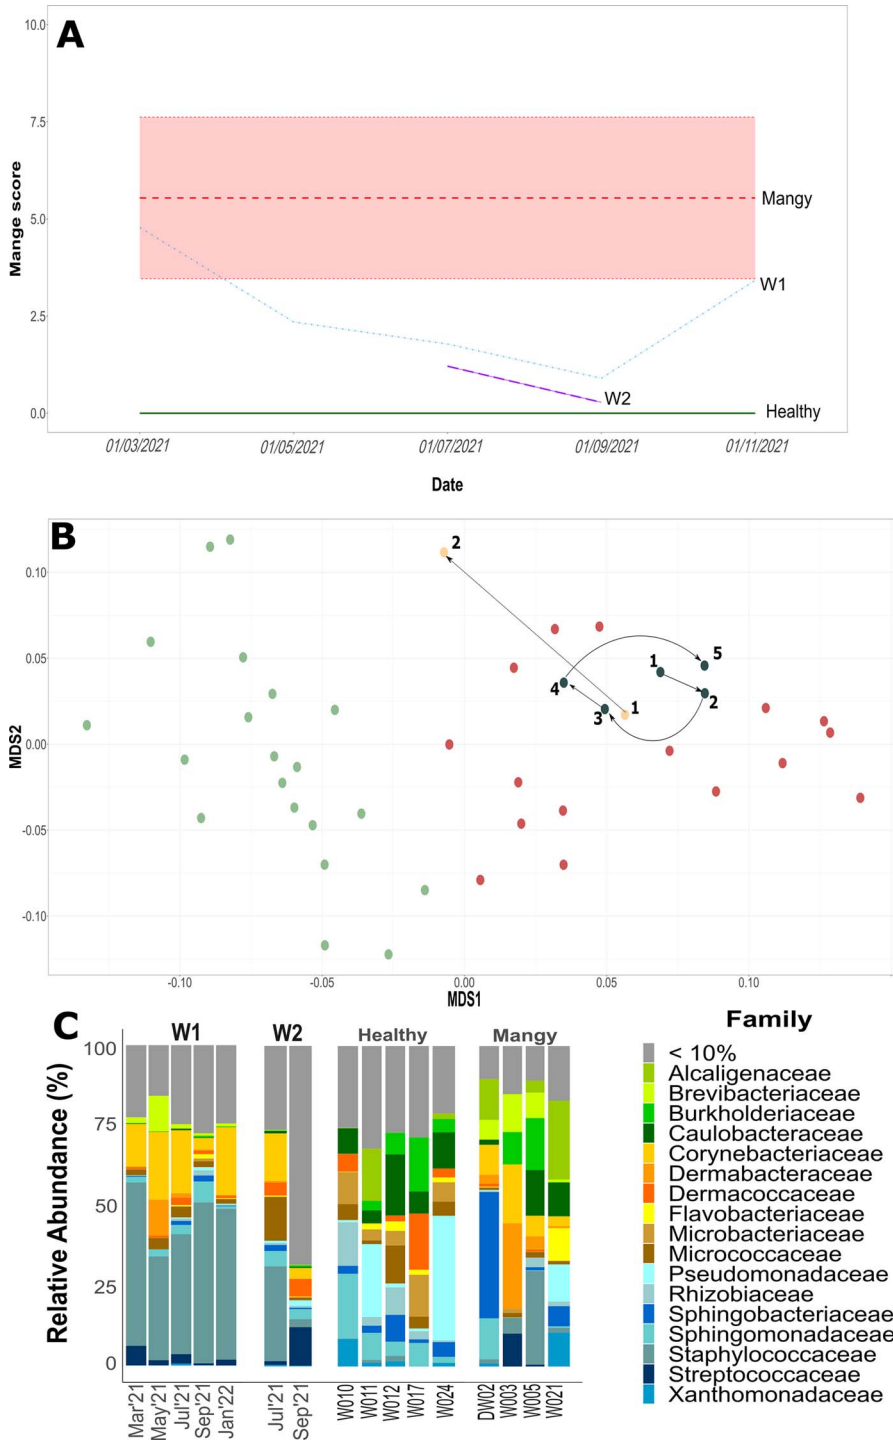 A
10.0
7.5
5.0
2.5
0.0
Mange score
Mangy
W1
W2
Healthy
01/03/2021
01/05/2021
01/07/2021
01/09/2021
01/11/2021
Date
B
0.10
0.05
0.00
-0.05
-0.10
MDS2
2
1
5
4
1
2
3
-0.10
-0.05
0.00
0.05
0.10
MDS1
C
W1
W2
Healthy
Mangy
100
75
50
25
0
Relative Abundance (%)
Mar'21
May'21
Jul'21
Sep'21
Jan'22
Jul'21
Sep'21
W010
W011
W012
W017
W024
DW02
W003
W005
W021
Family
< 10%
Alcaligenaceae
Brevibacteriaceae
Burkholderiaceae
Caulobacteraceae
Corynebacteriaceae
Dermabacteraceae
Dermacoccaceae
Flavobacteriaceae
Microbacteriaceae
Micrococcaceae
Pseudomonadaceae
Rhizobiaceae
Sphingobacteriaceae
Sphingomonadaceae
Staphylococcaceae
Streptococcaceae
Xanthomonadaceae